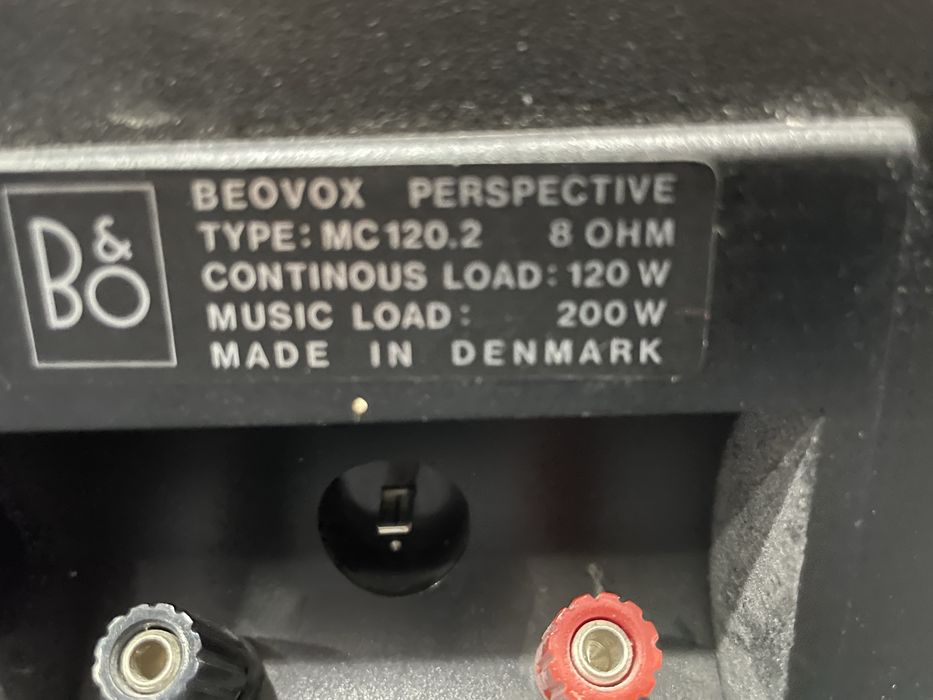 B&O
BEOVOX PERSPECTIVE
TYPE: MC120.2 8 OHM
CONTINOUS LOAD: 120 W
MUSIC LOAD: 200 W
MADE IN DENMARK